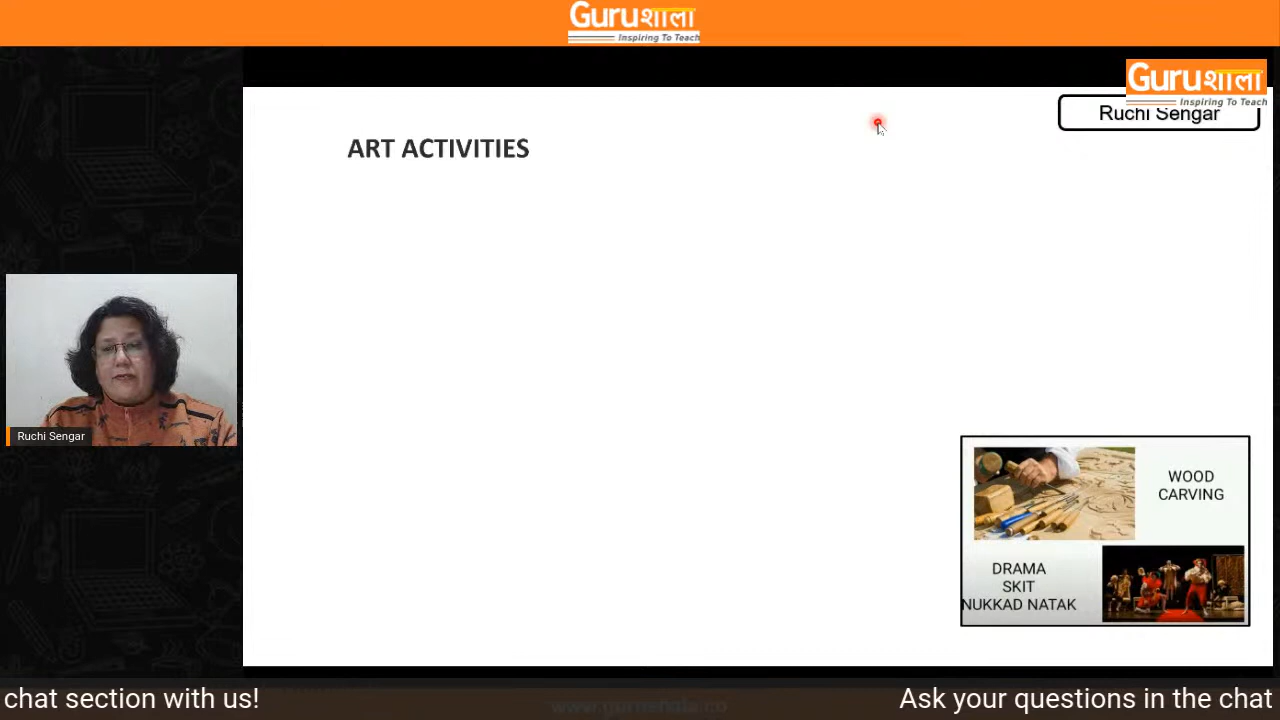 Guruशाला
Inspiring To Teach
Guruशाला
Inspiring To Teach
Ruchi Sengar
ART ACTIVITIES
Ruchi Sengar
WOOD
CARVING
DRAMA
SKIT
NUKKAD NATAK
chat section with us!
Ask your questions in the chat